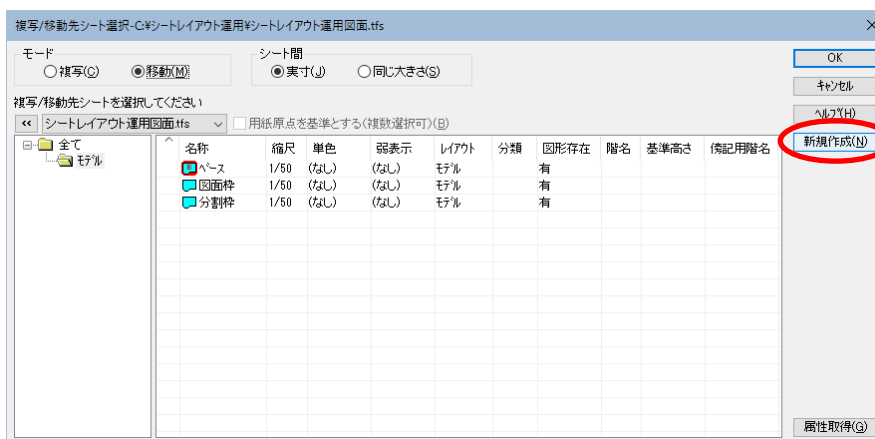 複写/移動先シート選択-C:¥シートレイアウト運用¥シートレイアウト運用図面.tfs
モード
複写(C) 移動(M)
シート間
実寸(J) 同じ大きさ(S)
OK
キャンセル
ヘルプ(H)
新規作成(N)
複写/移動先シートを選択してください
<< シートレイアウト運用図面.tfs 用紙原点を基準とする(複数選択可)(B)
全て
モデル
名称 縮尺 単色 弱表示 レイアウト 分類 図形存在 階名 基準高さ 傍記用階名
ベース 1/50 (なし) (なし) モデル 有
図面枠 1/50 (なし) (なし) モデル 有
分割枠 1/50 (なし) (なし) モデル 有
属性取得(G)